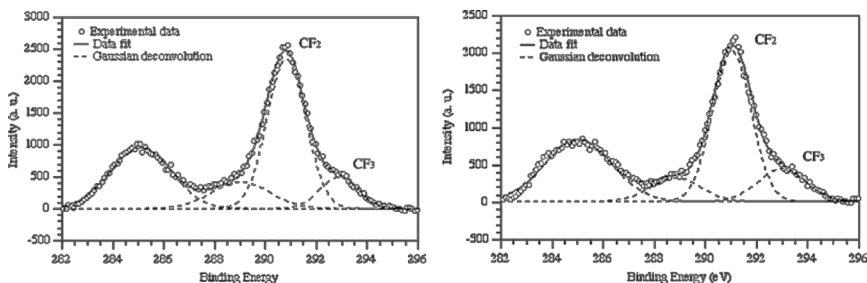 3000
2500
2000
1500
1000
500
0
-500
Intensity (a. u.)
Experimental data
Data fit
Gaussian deconvolution
CF2
CF3
282 284 286 288 290 292 294 296
Binding Energy
2500
2000
1500
1000
500
0
-500
Intensity (a. u.)
Experimental data
Data fit
Gaussian deconvolution
CF2
CF3
282 284 286 288 290 292 294 296
Binding Energy (eV)